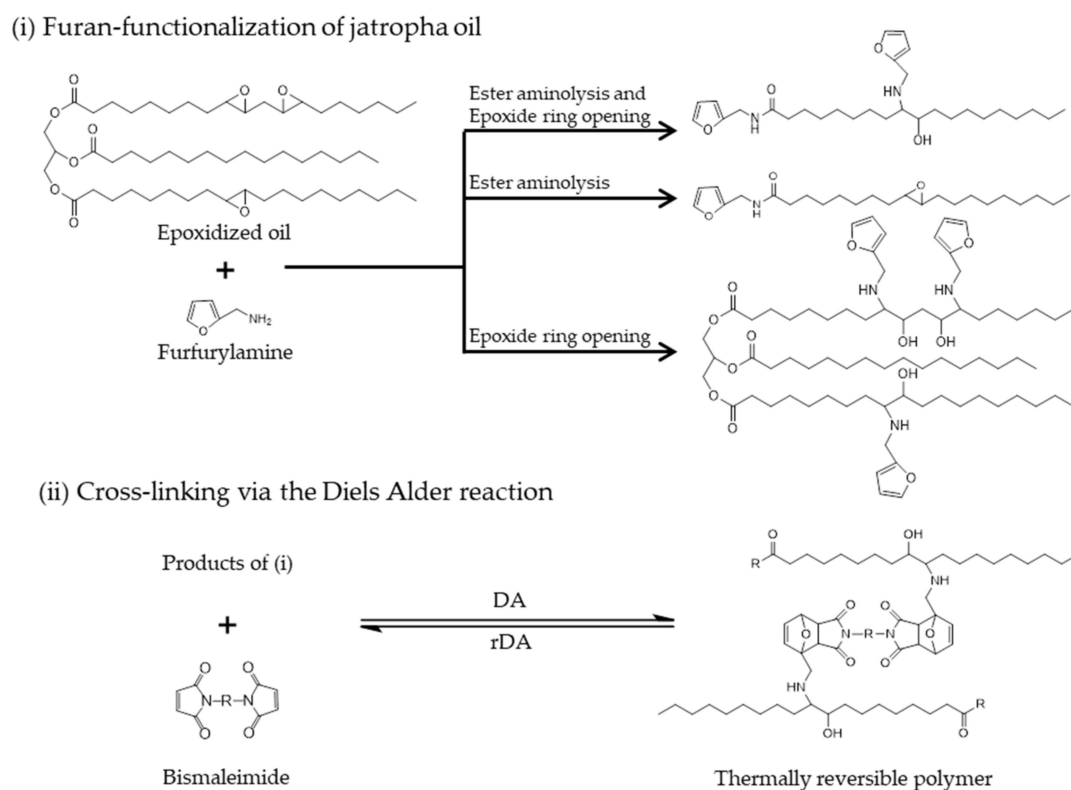 (i) Furan-functionalization of jatropha oil
Epoxidized oil
+
Furfurylamine
Ester aminolysis and
Epoxide ring opening
Ester aminolysis
Epoxide ring opening
O
O
O
O
O
O
O
O
O
O
NH₂
O
O
N
H
O
HN
OH
O
N
H
O
O
O
O
HN
HN
OH
OH
O
O
O
O
O
O
OH
NH
O
(ii) Cross-linking via the Diels Alder reaction
Products of (i)
+
O
O
N–R–N
O
O
Bismaleimide
DA
rDA
O
R
OH
NH
O
O
O
N–R–N
O
O
O
HN
OH
R
O
Thermally reversible polymer